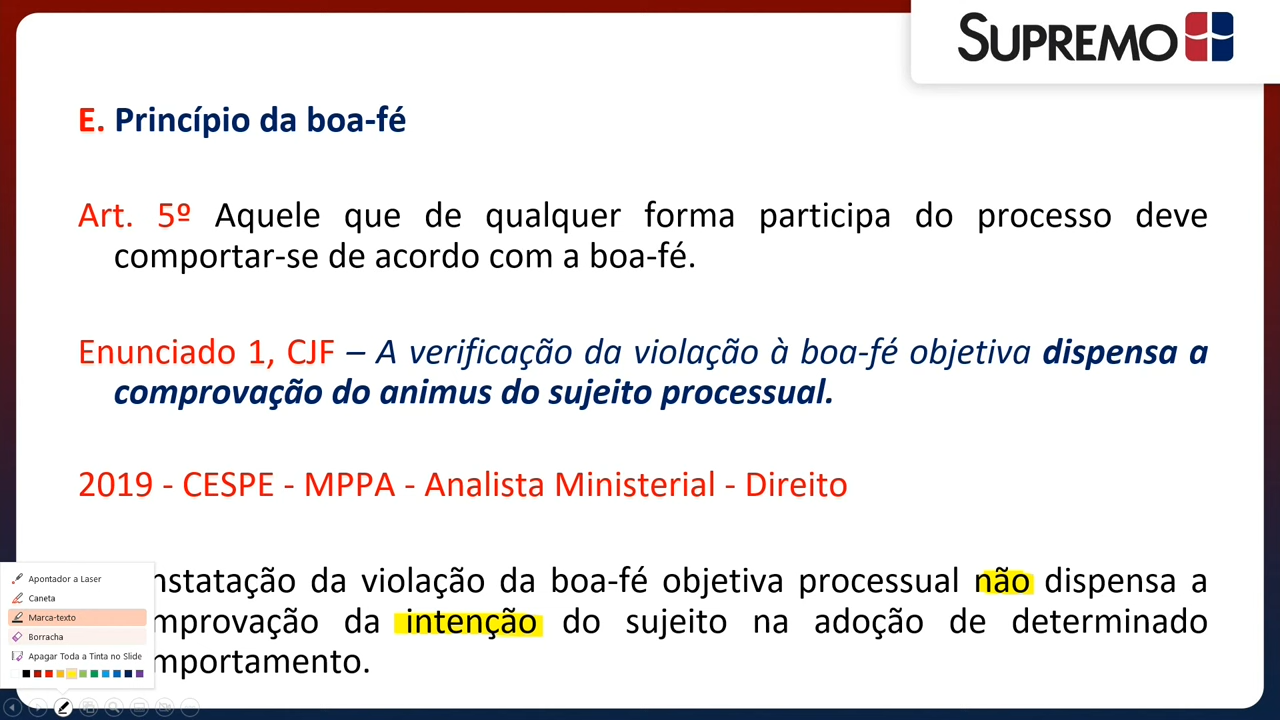 SUPREMO
E. Princípio da boa-fé
Art. 5º Aquele que de qualquer forma participa do processo deve
comportar-se de acordo com a boa-fé.
Enunciado 1, CJF – A verificação da violação à boa-fé objetiva dispensa a
comprovação do animus do sujeito processual.
2019 - CESPE - MPPA - Analista Ministerial - Direito
nstatação da violação da boa-fé objetiva processual não dispensa a
mprovação da intenção do sujeito na adoção de determinado
mportamento.
Apontador a Laser
Caneta
Marca-texto
Borracha
Apagar Toda a Tinta no Slide